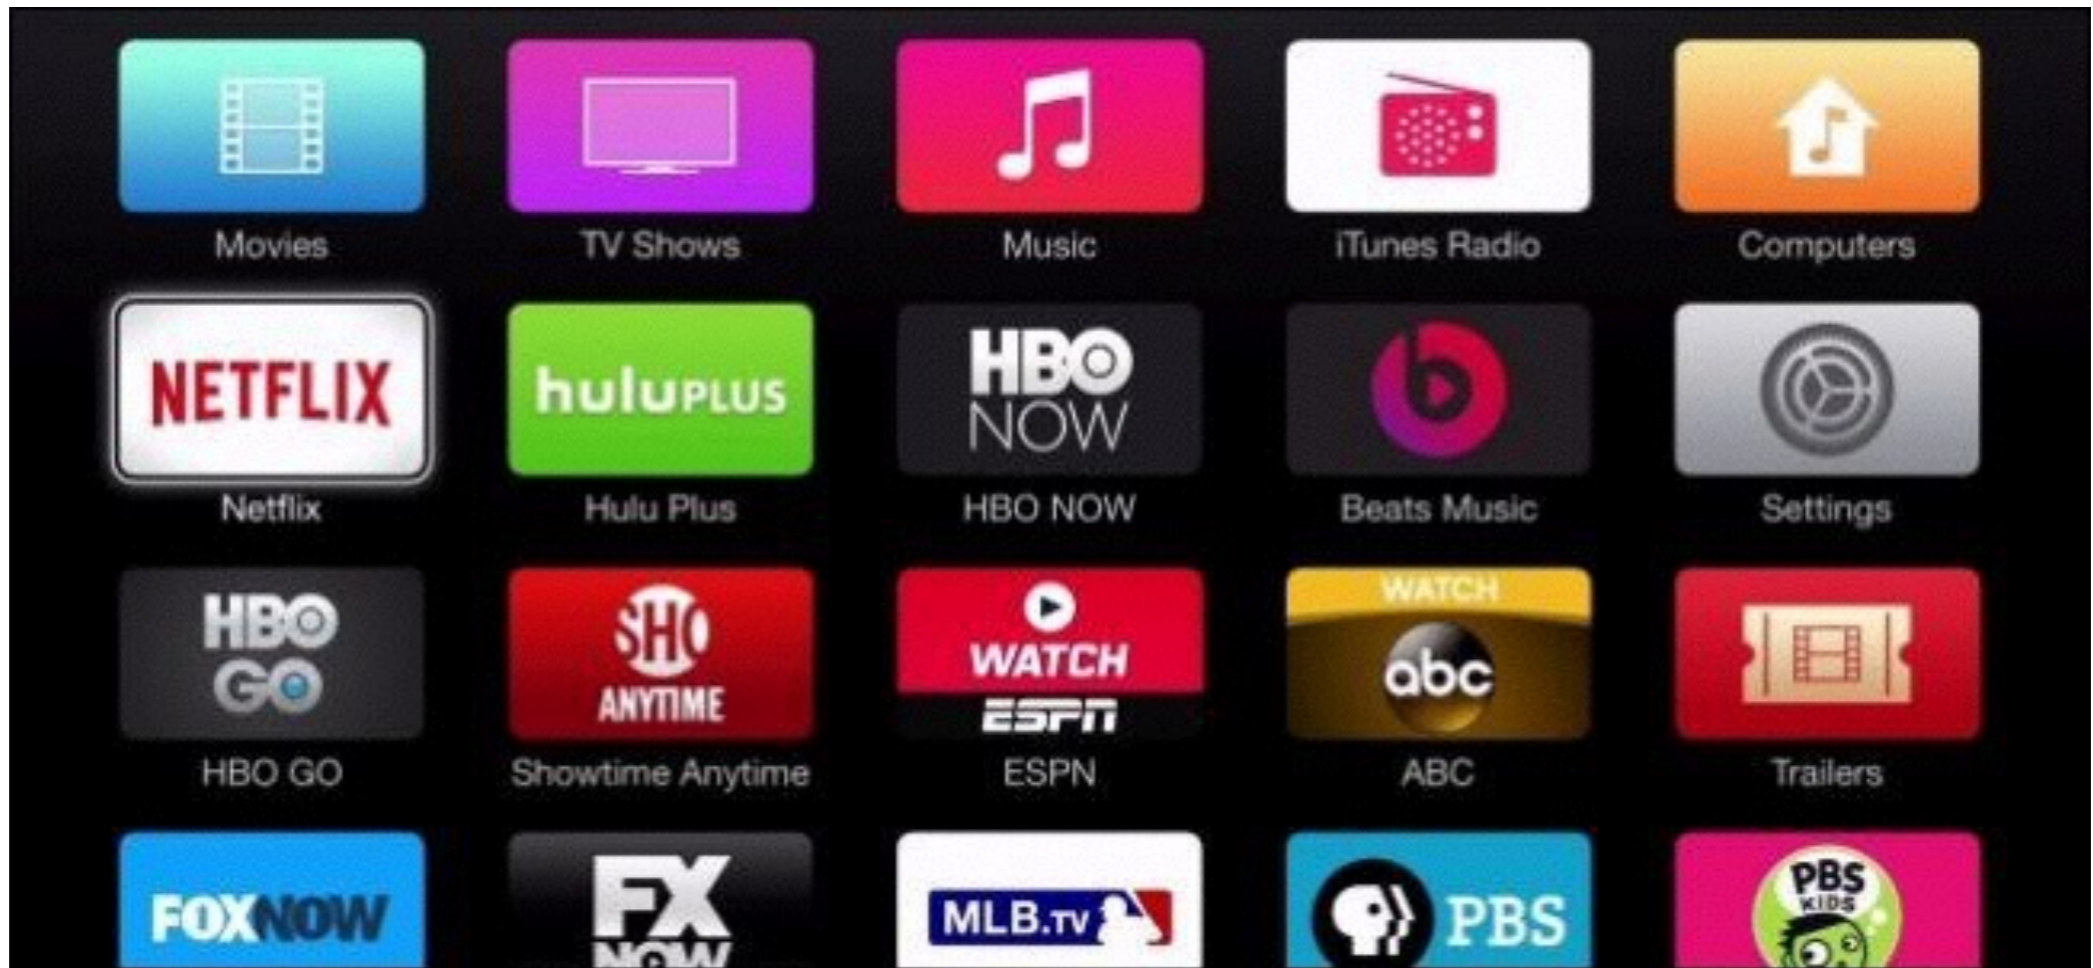 Movies
TV Shows
Music
iTunes Radio
Computers
NETFLIX
huluPLUS
HBO
NOW
b
Netflix
Hulu Plus
HBO NOW
Beats Music
Settings
HBO
GO
SHO
ANYTIME
WATCH
ESPN
WATCH
abc
HBO GO
Showtime Anytime
ESPN
ABC
Trailers
FOXNOW
FX
NOW
MLB.TV
PBS
PBS
KIDS